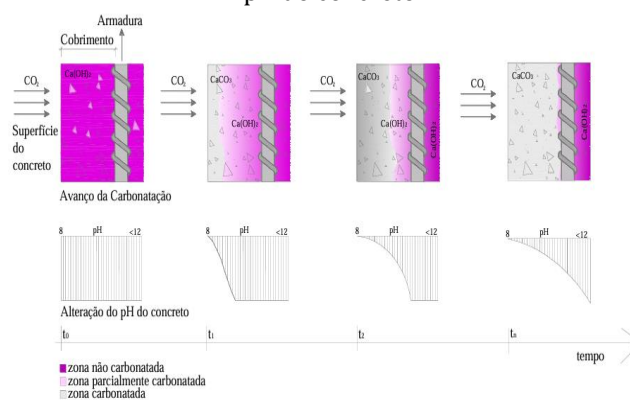 Armadura
Cobrimento
CO₂
CO₂
CO₂
CO₂
Ca(OH)₂
CaCO₃
Ca(OH)₂
CaCO₃
Ca(OH)₂
Ca(OH)₂
CaCO₃
Ca(OH)₂
Superfície
do
concreto
Avanço da Carbonatação
8 pH <12
8 pH <12
8 pH <12
8 pH <12
Alteração do pH do concreto
t₀
t₁
t₂
tₙ
tempo
zona não carbonatada
zona parcialmente carbonatada
zona carbonatada